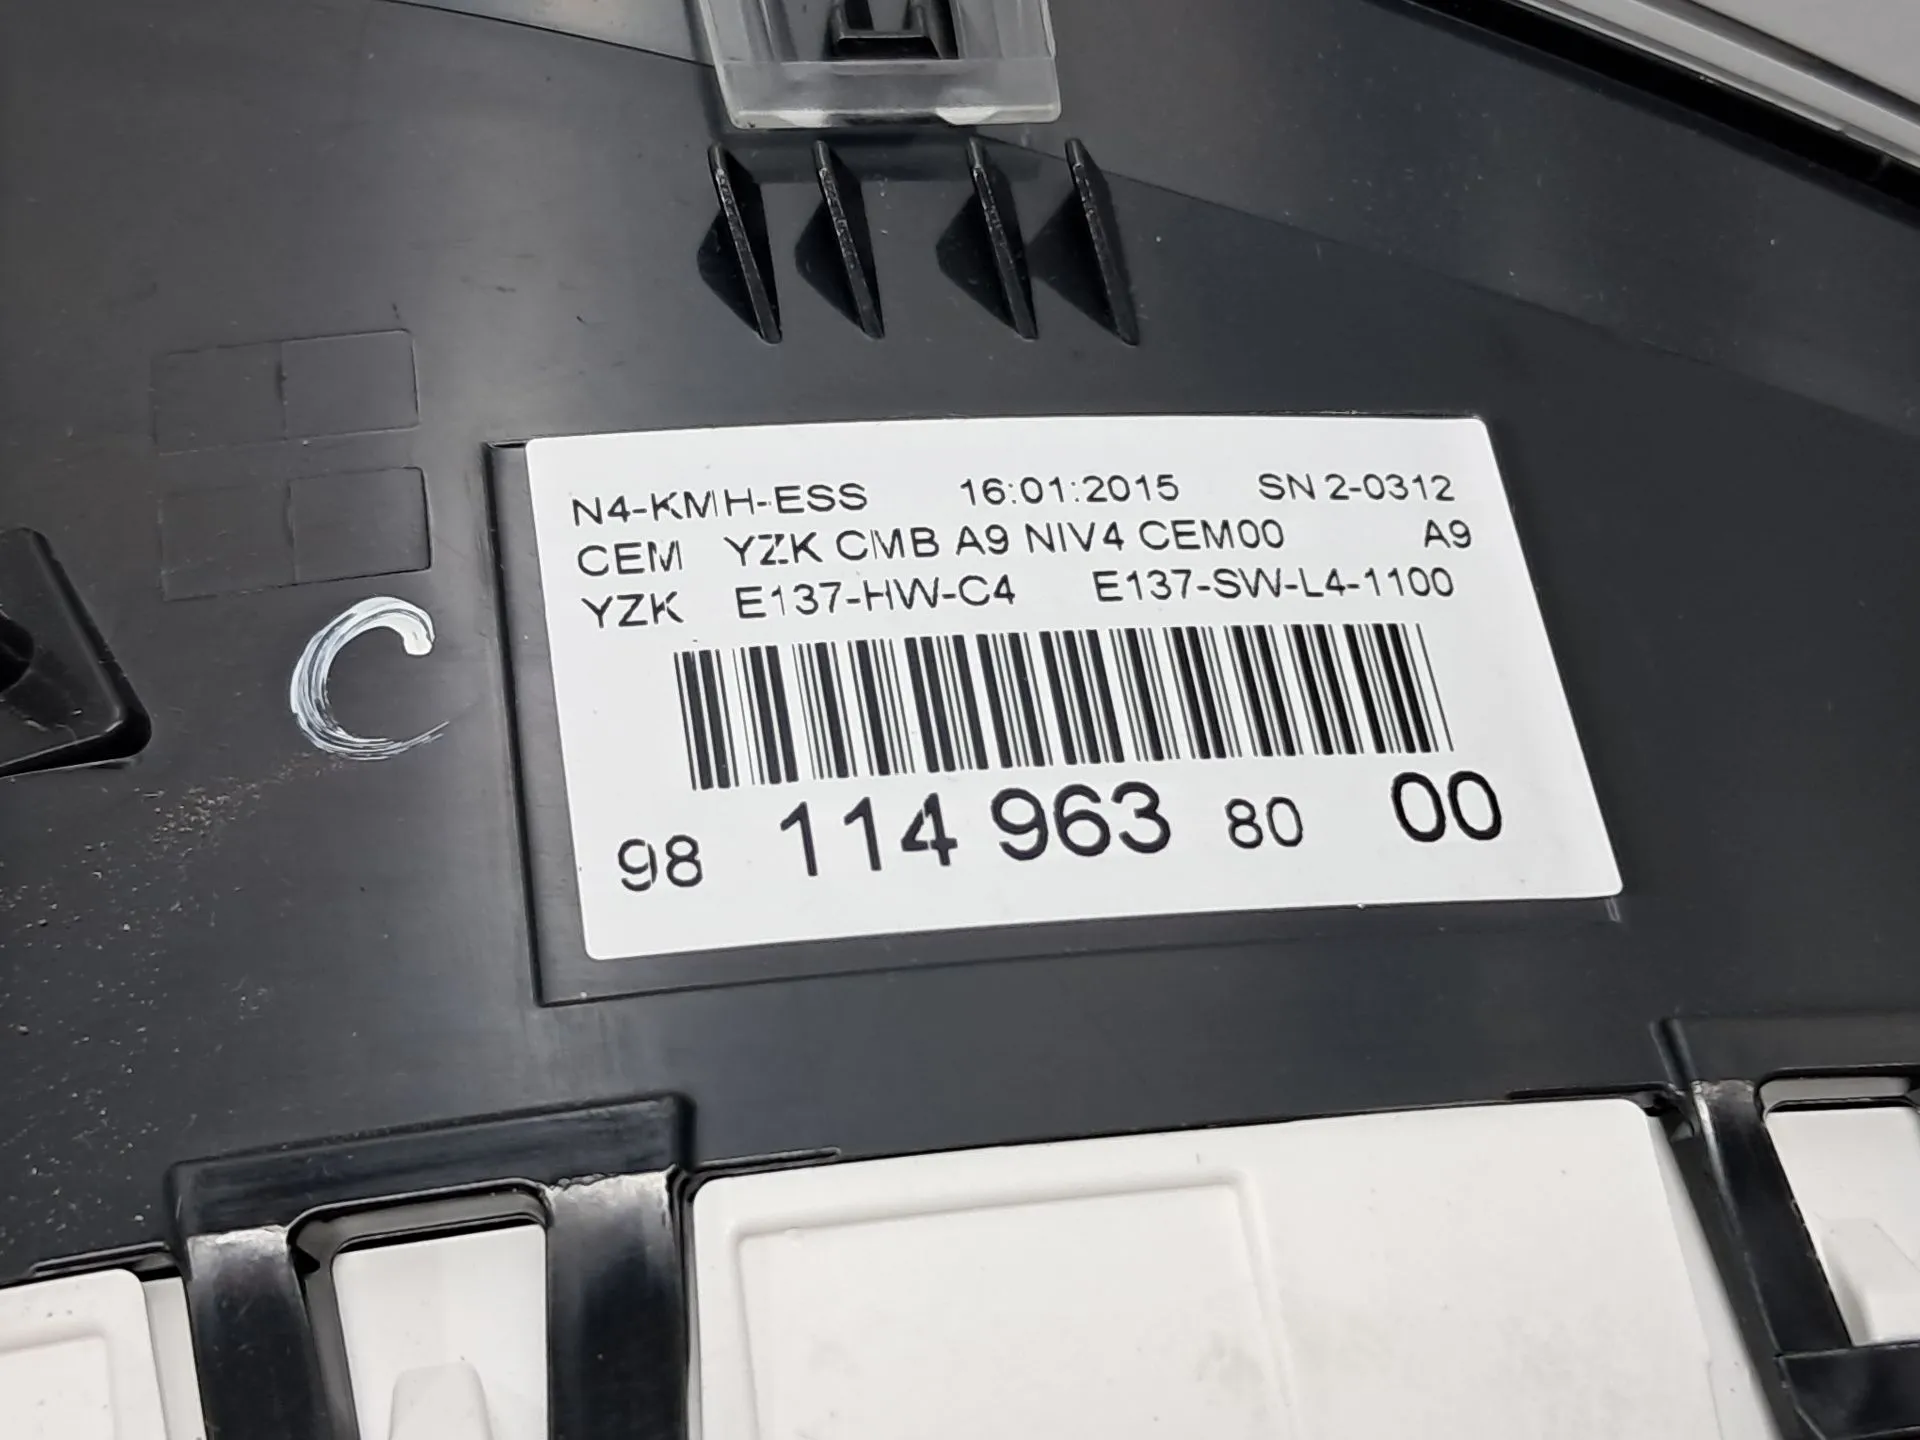 N4-KMH-ESS 16:01:2015 SN 2-0312
CEM YZK CMB A9 NIV4 CEM00 A9
YZK E137-HW-C4 E137-SW-L4-1100
98 114 963 80 00
C